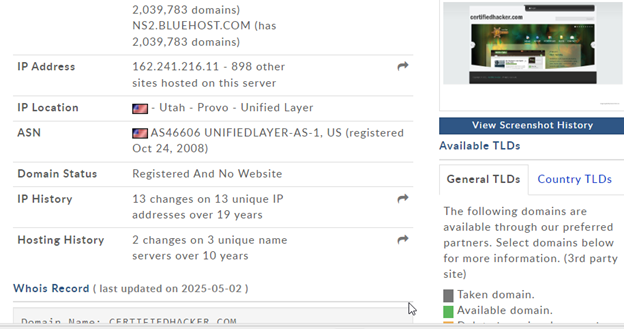 2,039,783 domains)
NS2.BLUEHOST.COM (has
2,039,783 domains)
IP Address
162.241.216.11 - 898 other
sites hosted on this server
IP Location
- Utah - Provo - Unified Layer
ASN
AS46606 UNIFIEDLAYER-AS-1, US (registered
Oct 24, 2008)
Domain Status
Registered And No Website
IP History
13 changes on 13 unique IP
addresses over 19 years
Hosting History
2 changes on 3 unique name
servers over 10 years
Whois Record ( last updated on 2025-05-02 )
Domain Name: CERTIFIEDHACKER.COM
certifiedhacker.com
View Screenshot History
Available TLDs
General TLDs
Country TLDs
The following domains are
available through our preferred
partners. Select domains below
for more information. (3rd party
site)
Taken domain.
Available domain.